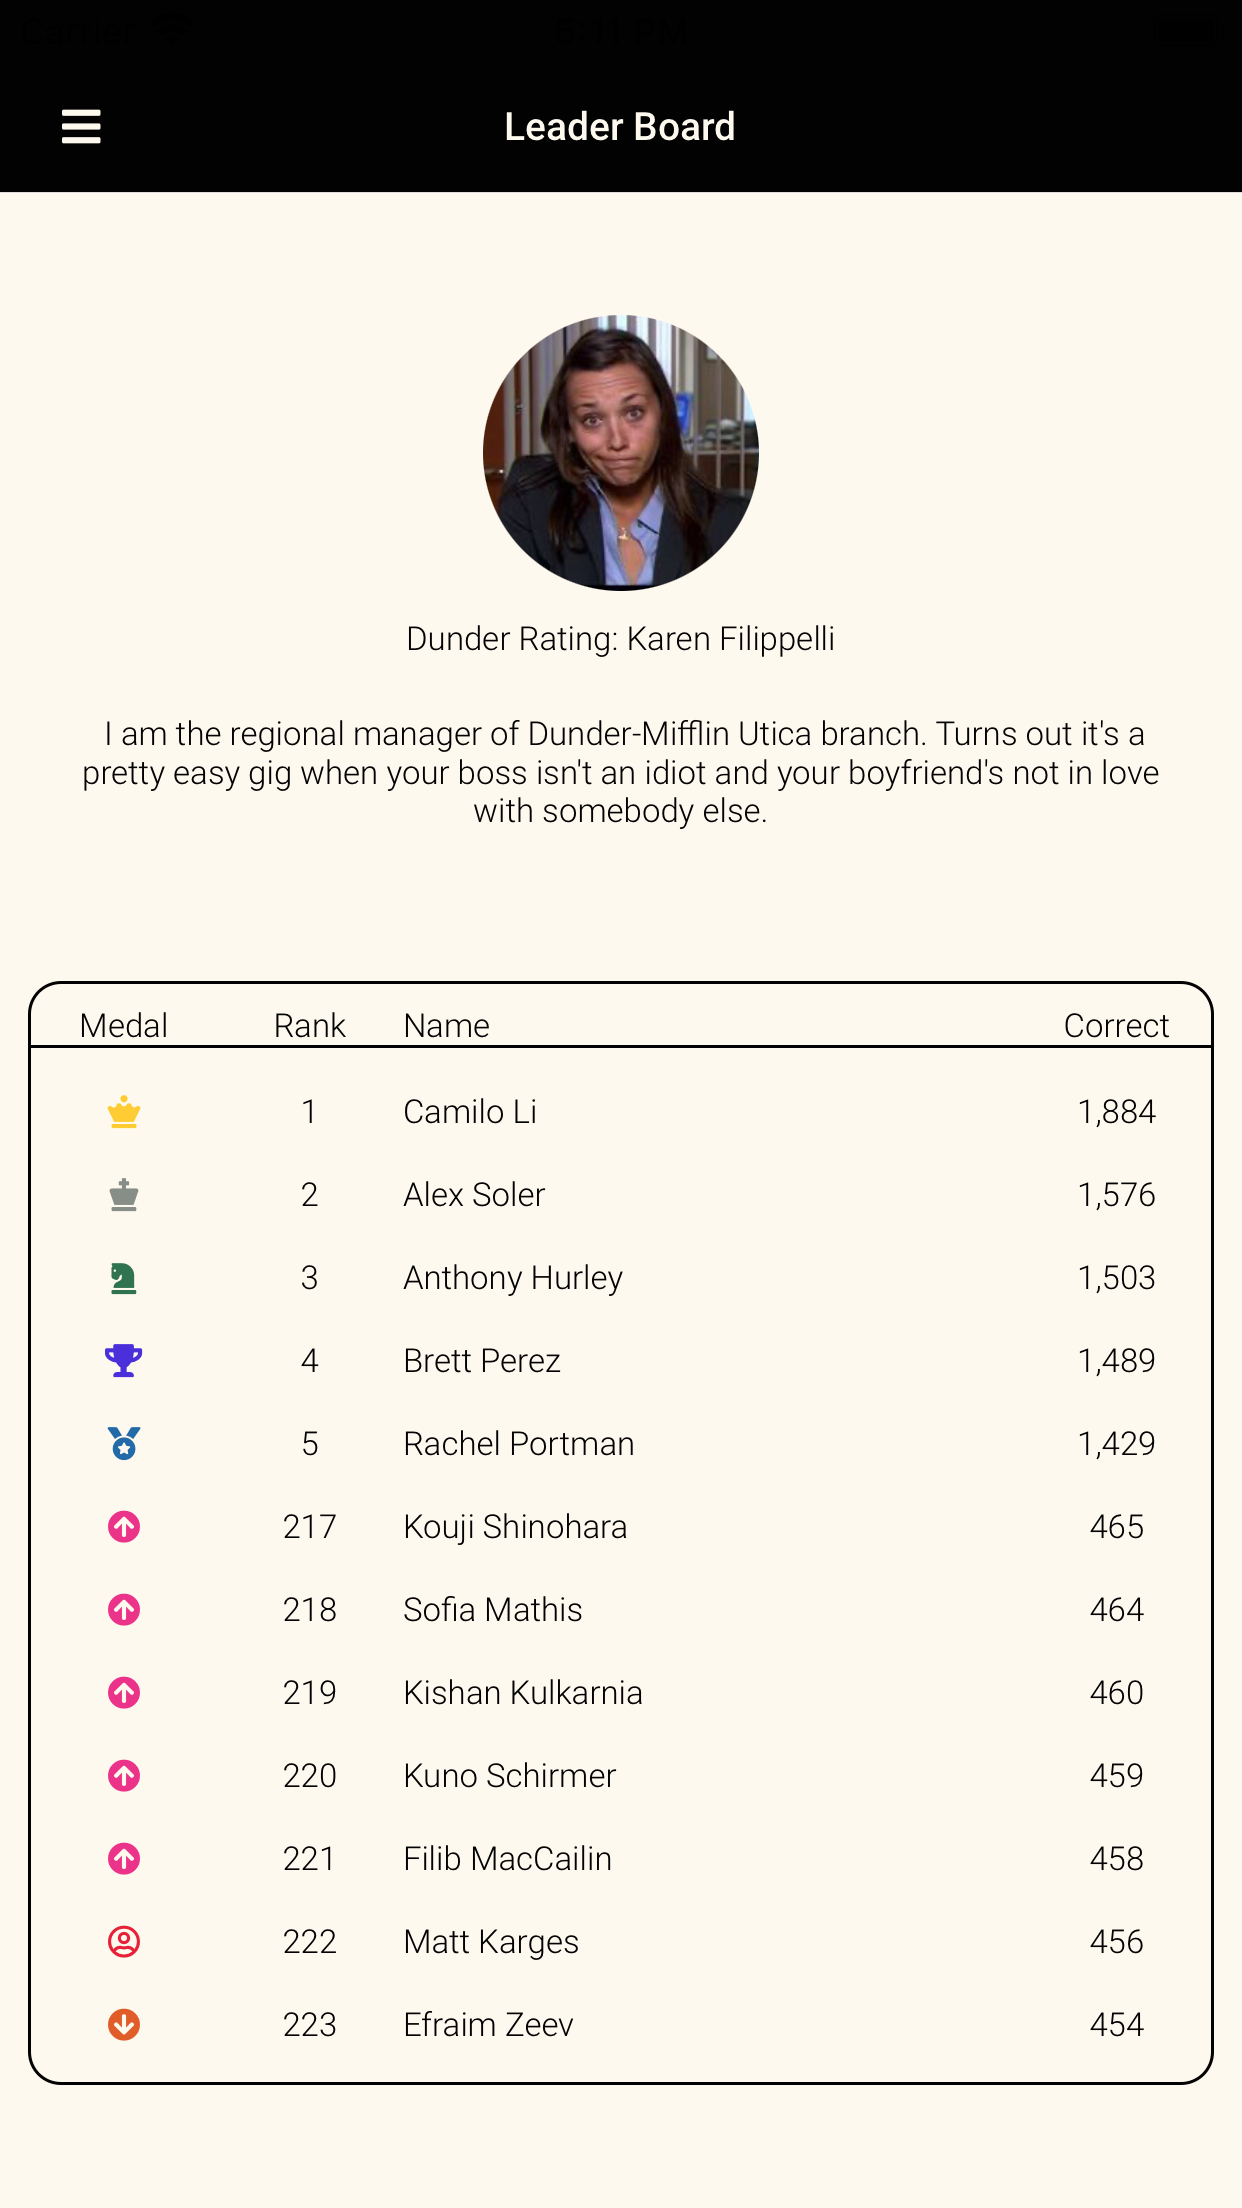 Carrier 6:11 PM
Leader Board
Dunder Rating: Karen Filippelli
I am the regional manager of Dunder-Mifflin Utica branch. Turns out it's a
pretty easy gig when your boss isn't an idiot and your boyfriend's not in love
with somebody else.
Medal Rank Name Correct
1 Camilo Li 1,884
2 Alex Soler 1,576
3 Anthony Hurley 1,503
4 Brett Perez 1,489
5 Rachel Portman 1,429
217 Kouji Shinohara 465
218 Sofia Mathis 464
219 Kishan Kulkarnia 460
220 Kuno Schirmer 459
221 Filib MacCailin 458
222 Matt Karges 456
223 Efraim Zeev 454